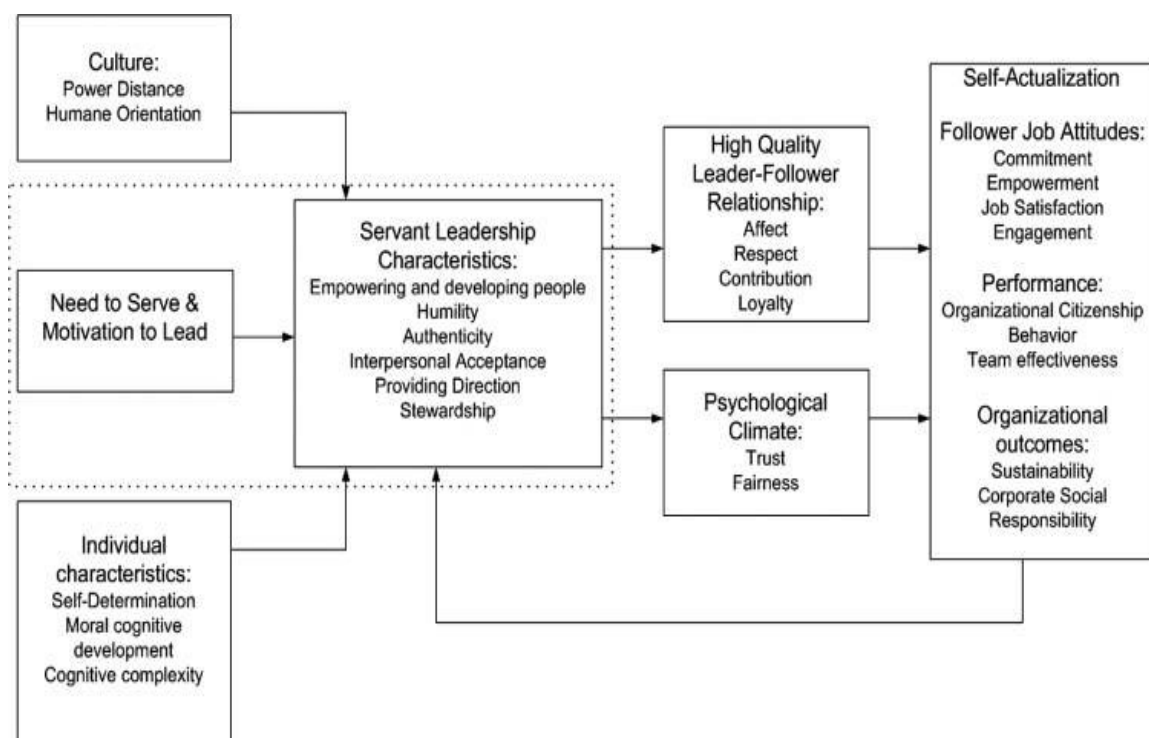 Culture:
Power Distance
Humane Orientation
Need to Serve &
Motivation to Lead
Individual
characteristics:
Self-Determination
Moral cognitive
development
Cognitive complexity
Servant Leadership
Characteristics:
Empowering and developing people
Humility
Authenticity
Interpersonal Acceptance
Providing Direction
Stewardship
High Quality
Leader-Follower
Relationship:
Affect
Respect
Contribution
Loyalty
Psychological
Climate:
Trust
Fairness
Self-Actualization
Follower Job Attitudes:
Commitment
Empowerment
Job Satisfaction
Engagement
Performance:
Organizational Citizenship
Behavior
Team effectiveness
Organizational
outcomes:
Sustainability
Corporate Social
Responsibility